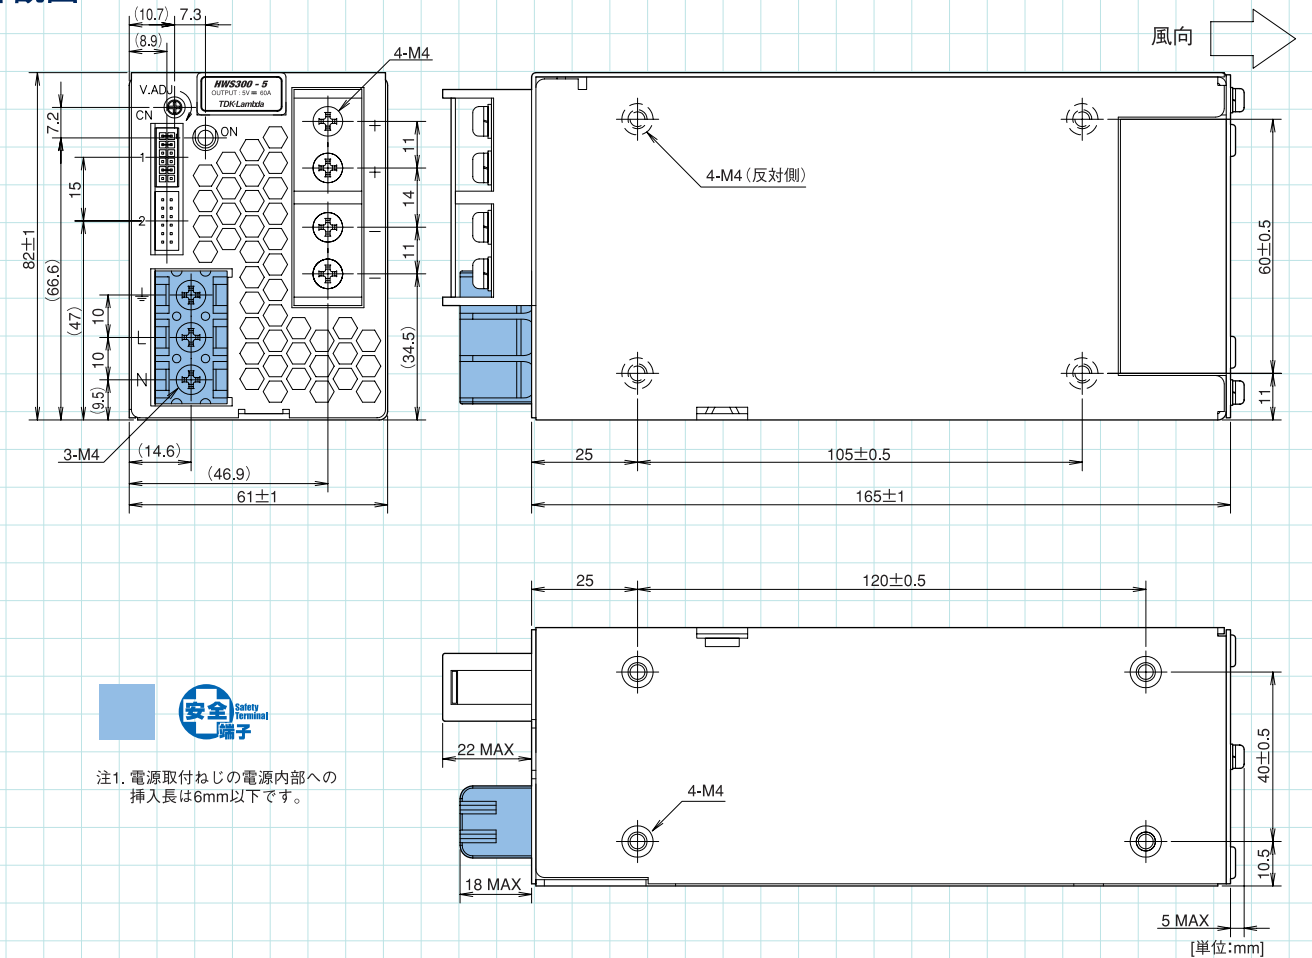 (10.7)
7.3
(8.9)
4-M4
風向
V.ADJ
HWS300 - 5
OUTPUT : 5V 60A
TDK-Lambda
CN
ON
7.2
1
+
11
+
15
14
2
−
11
−
82±1
(66.6)
(47)
10
L
10
N
(9.5)
(34.5)
3-M4
(14.6)
(46.9)
61±1
4-M4(反対側)
60±0.5
11
25
105±0.5
165±1
25
120±0.5
安全
端子
Safety
Terminal
22 MAX
4-M4
40±0.5
10.5
18 MAX
5 MAX
注1. 電源取付ねじの電源内部への
挿入長は6mm以下です。
[単位:mm]